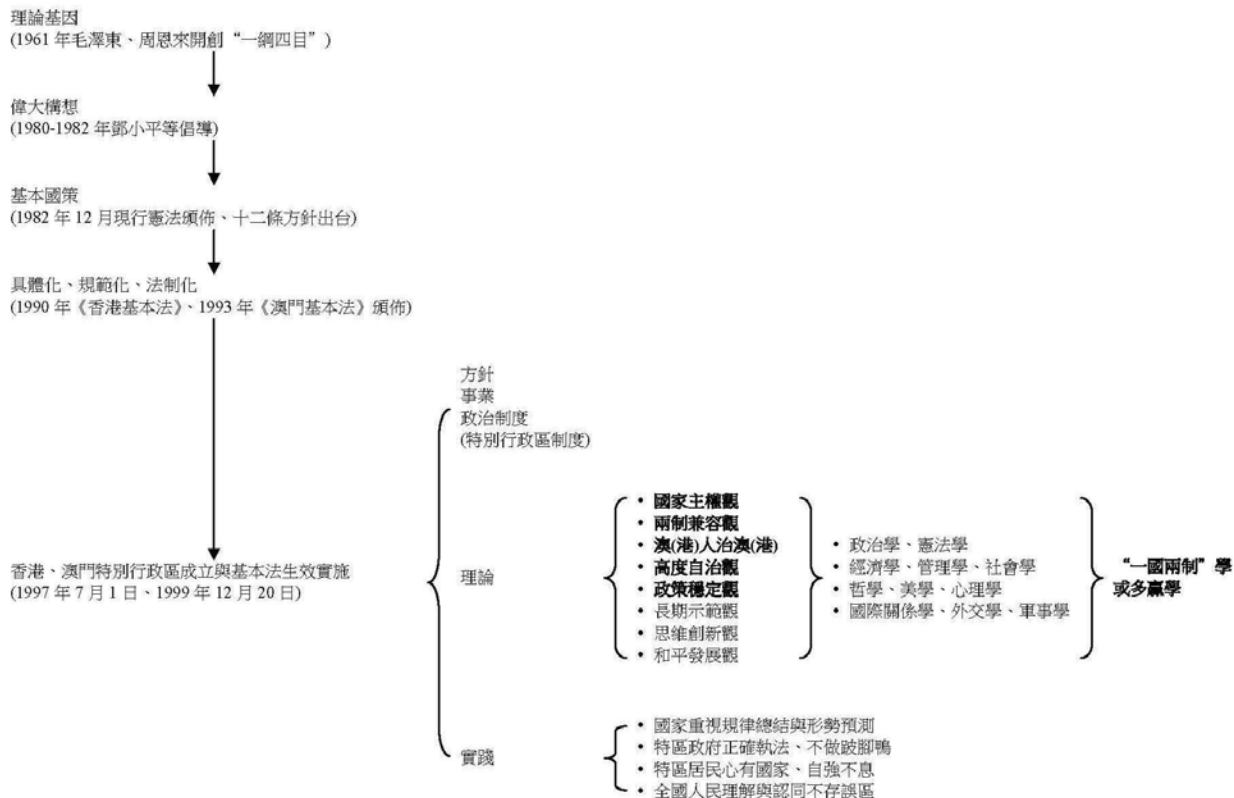 理論基因
(1961 年毛澤東、周恩來開創“一綱四目”)
偉大構想
(1980-1982 年鄧小平等倡導)
基本國策
(1982 年 12 月現行憲法頒佈、十二條方針出台)
具體化、規範化、法制化
(1990 年《香港基本法》、1993 年《澳門基本法》頒佈)
香港、澳門特別行政區成立與基本法生效實施
(1997 年 7 月 1 日、1999 年 12 月 20 日)
方針
事業
政治制度
(特別行政區制度)
理論
• 國家主權觀
• 兩制兼容觀
• 澳(港)人治澳(港)
• 高度自治觀
• 政策穩定觀
• 長期示範觀
• 思維創新觀
• 和平發展觀
• 政治學、憲法學
• 經濟學、管理學、社會學
• 哲學、美學、心理學
• 國際關係學、外交學、軍事學
“一國兩制”學
或多贏學
實踐
• 國家重視規律總結與形勢預測
• 特區政府正確執法、不做跛腳鴨
• 特區居民心有國家、自強不息
• 全國人民理解與認同不存誤區